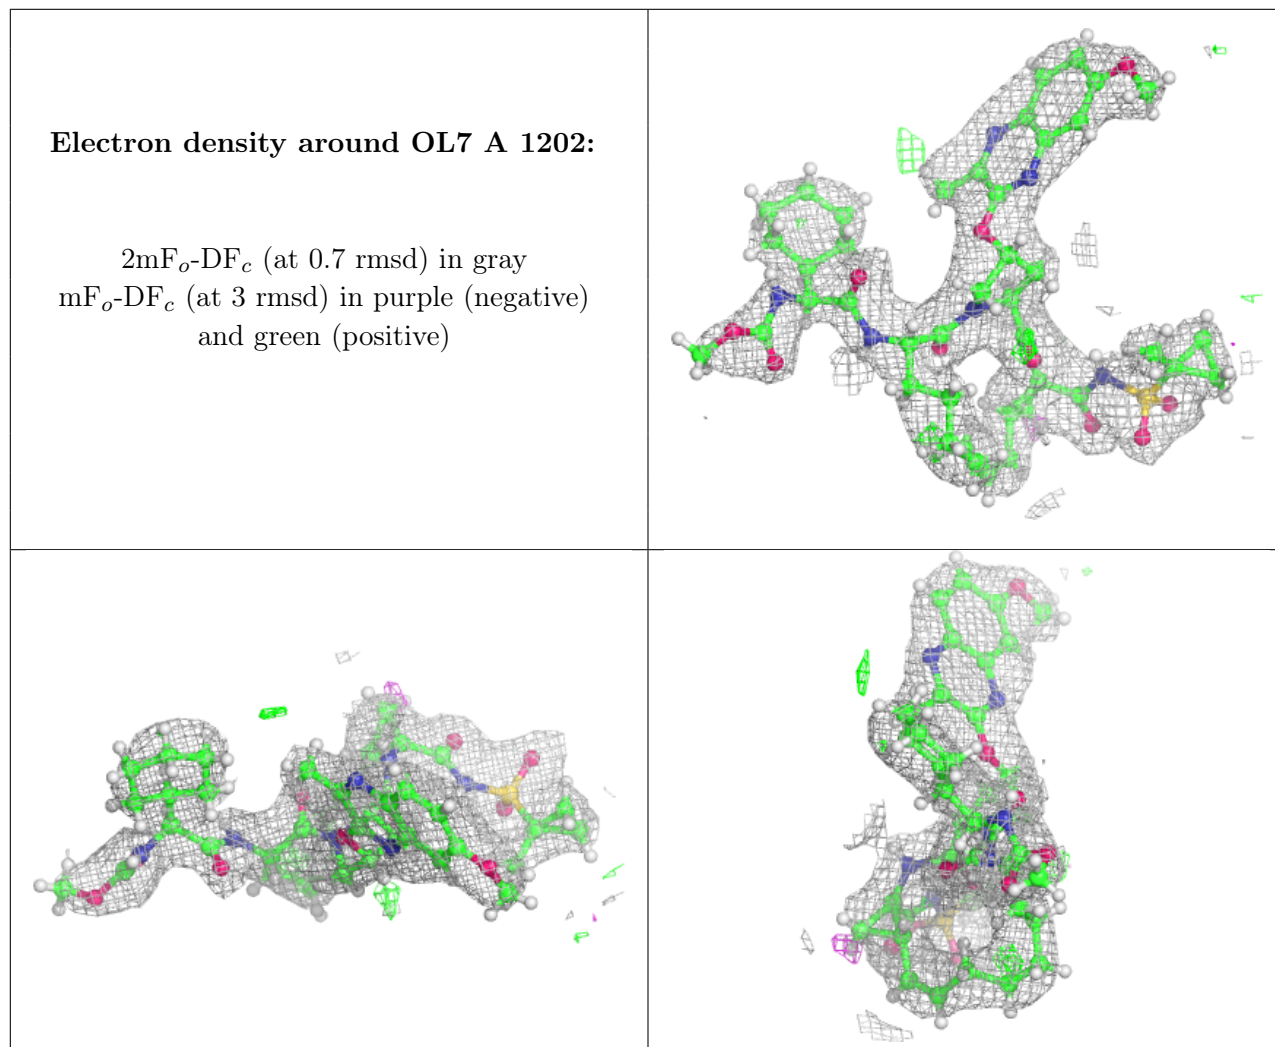 Electron density around OL7 A 1202:
2mFo-DFc (at 0.7 rmsd) in gray
mFo-DFc (at 3 rmsd) in purple (negative)
and green (positive)